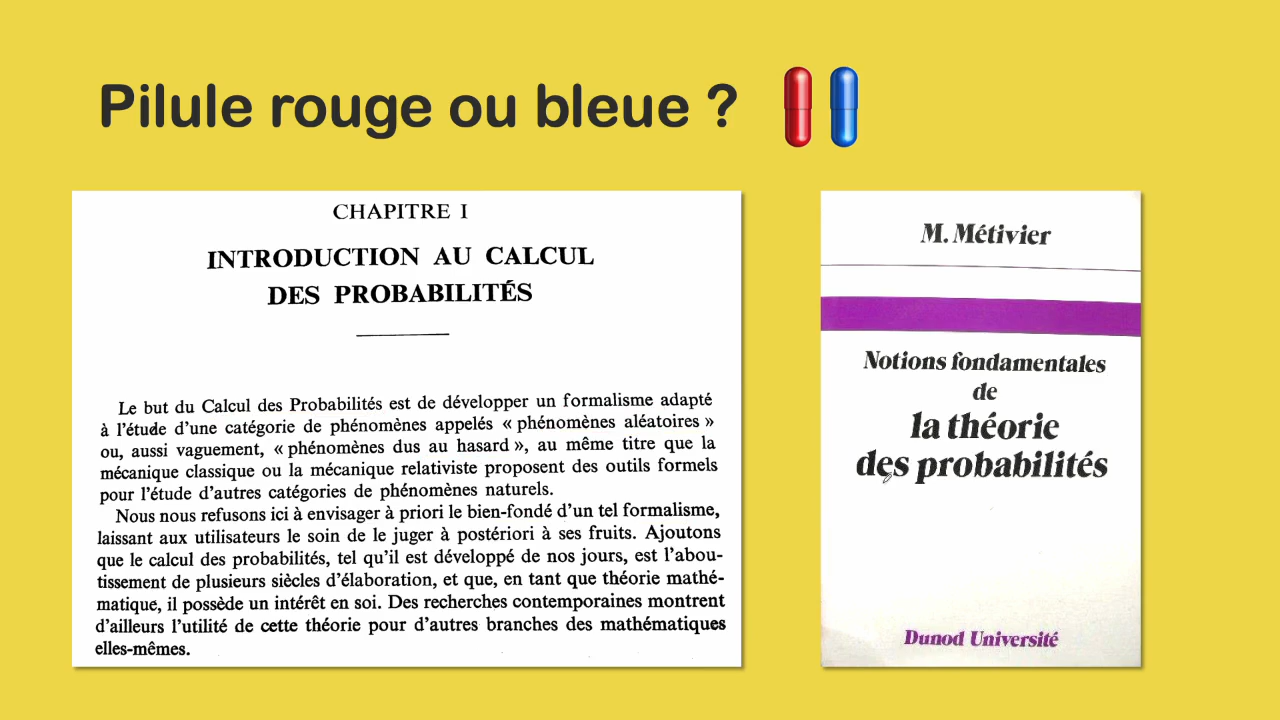 Pilule rouge ou bleue ?
CHAPITRE I
INTRODUCTION AU CALCUL
DES PROBABILITÉS
Le but du Calcul des Probabilités est de développer un formalisme adapté
à l'étude d'une catégorie de phénomènes appelés « phénomènes aléatoires »
ou, aussi vaguement, « phénomènes dus au hasard », au même titre que la
mécanique classique ou la mécanique relativiste proposent des outils formels
pour l'étude d'autres catégories de phénomènes naturels.
Nous nous refusons ici à envisager à priori le bien-fondé d'un tel formalisme,
laissant aux utilisateurs le soin de le juger à postériori à ses fruits. Ajoutons
que le calcul des probabilités, tel qu'il est développé de nos jours, est l'abou-
tissement de plusieurs siècles d'élaboration, et que, en tant que théorie mathé-
matique, il possède un intérêt en soi. Des recherches contemporaines montrent
d'ailleurs l'utilité de cette théorie pour d'autres branches des mathématiques
elles-mêmes.
M. Métivier
Notions fondamentales
de
la théorie
des probabilités
Dunod Université